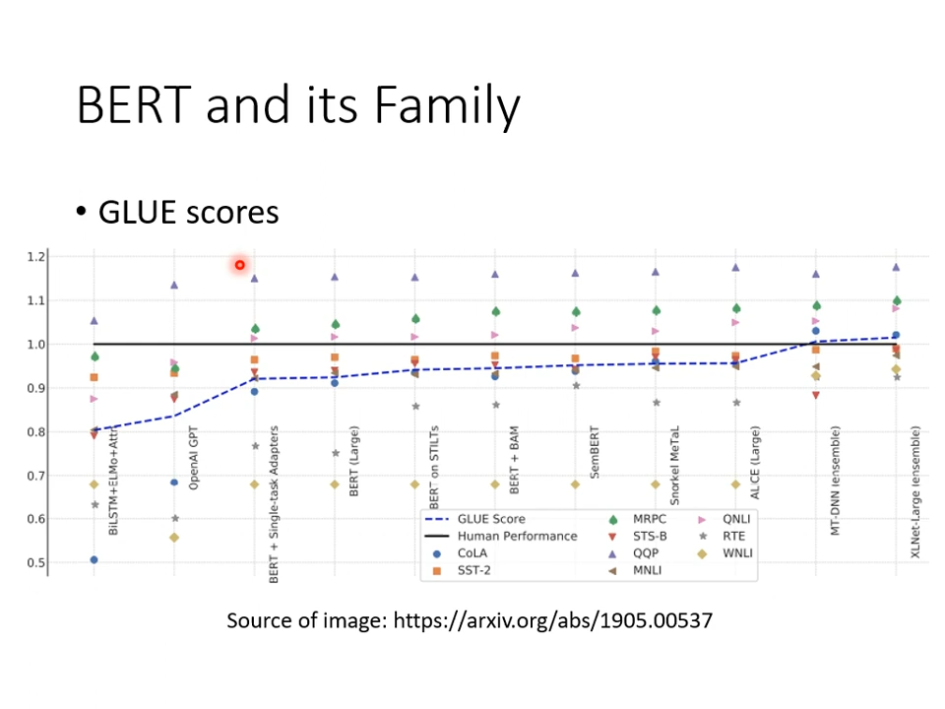 BERT and its Family
• GLUE scores
1.2
1.1
1.0
0.9
0.8
0.7
0.6
0.5
BiLSTM+ELMo+Attn
OpenAI GPT
BERT + Single-task Adapters
BERT (Large)
BERT on STILTs
BERT + BAM
SemBERT
Snorkel MeTaL
ALICE (Large)
MT-DNN (ensemble)
XLNet-Large (ensemble)
GLUE Score
Human Performance
CoLA
SST-2
MRPC
STS-B
QQP
MNLI
QNLI
RTE
WNLI
Source of image: https://arxiv.org/abs/1905.00537